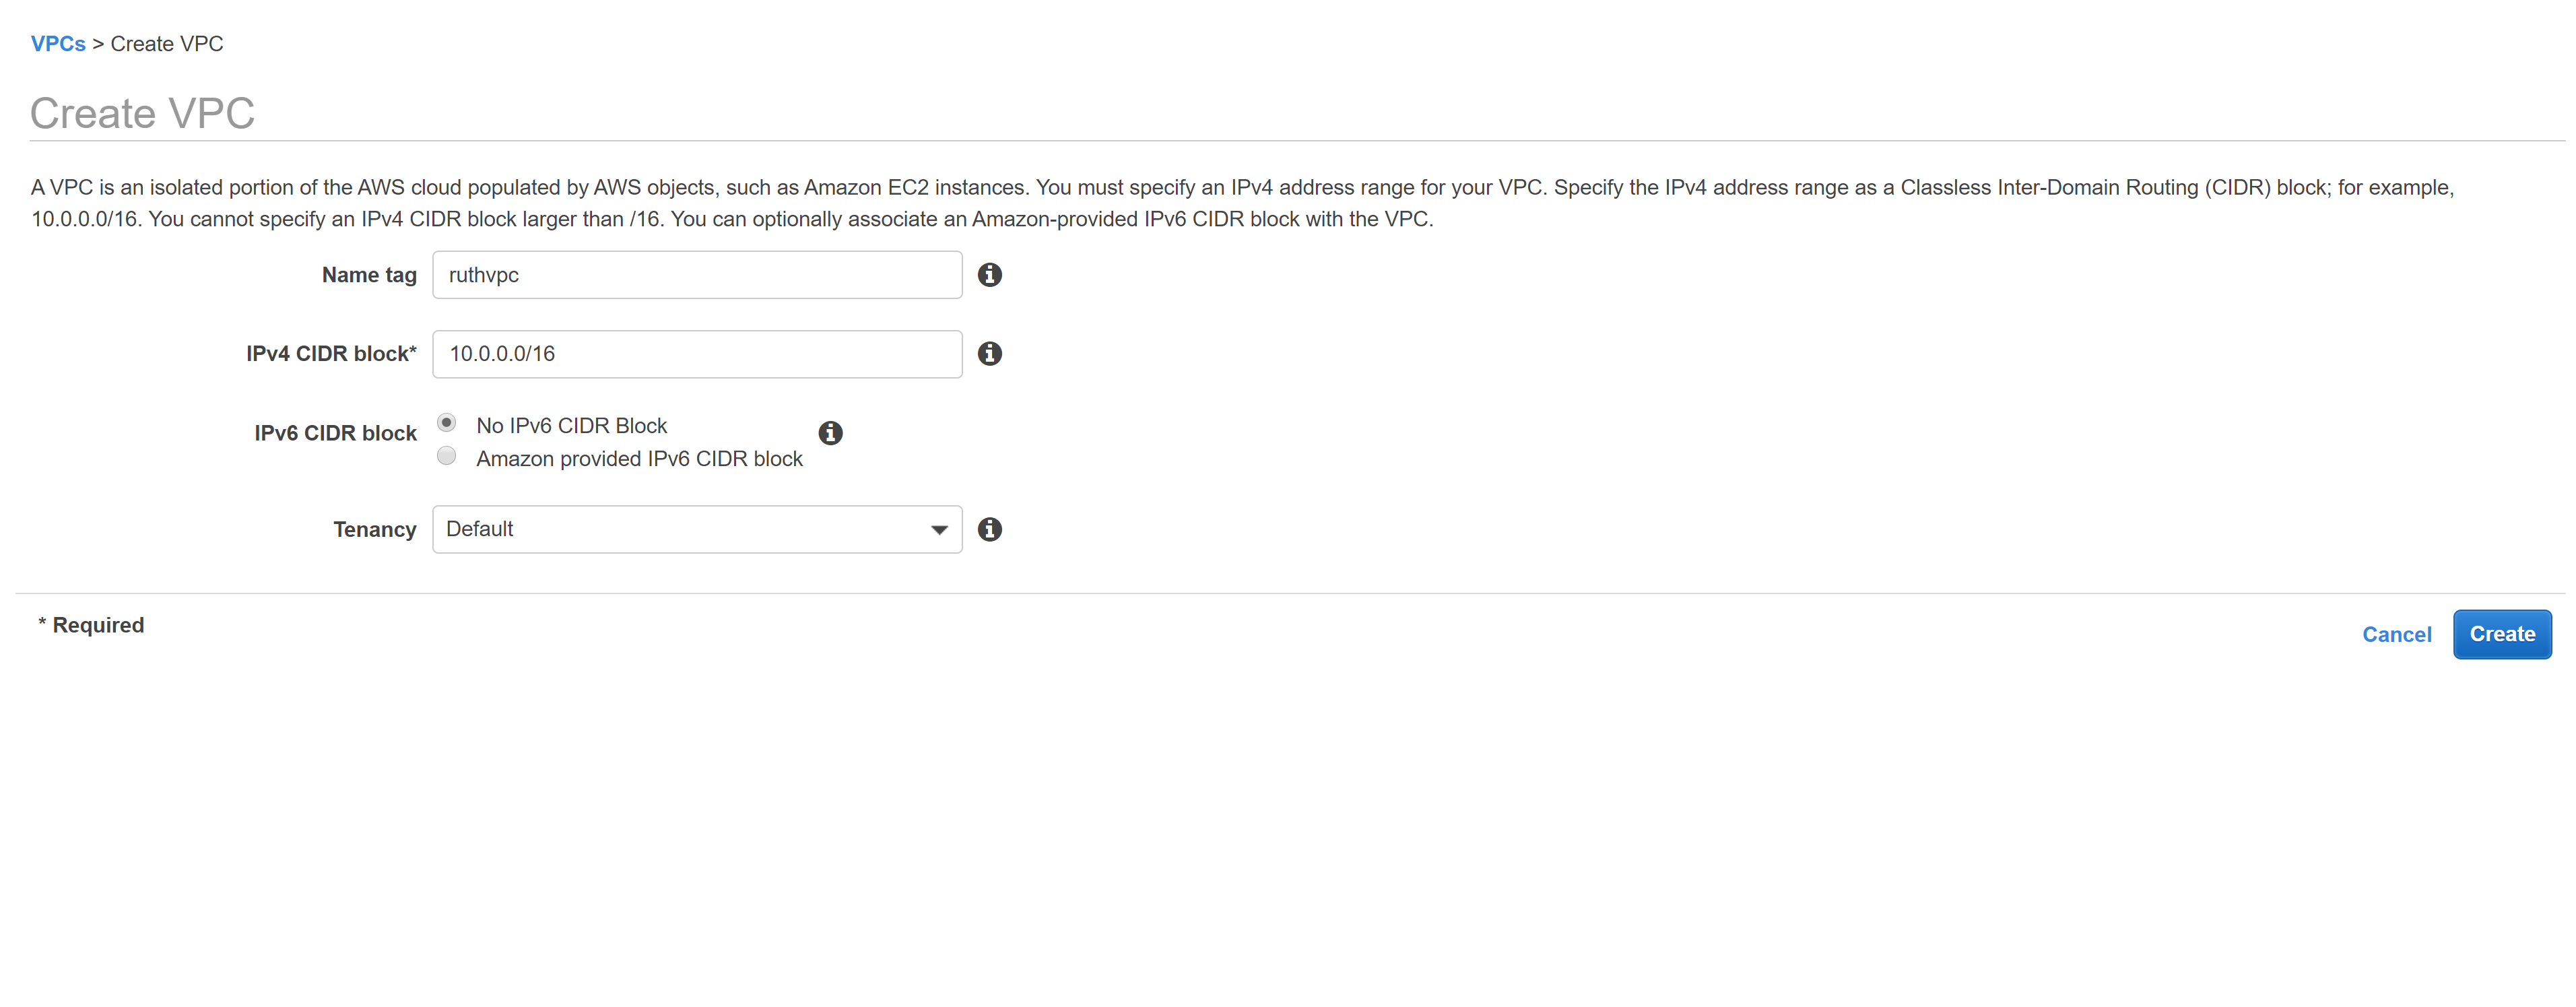 VPCs > Create VPC
Create VPC
A VPC is an isolated portion of the AWS cloud populated by AWS objects, such as Amazon EC2 instances. You must specify an IPv4 address range for your VPC. Specify the IPv4 address range as a Classless Inter-Domain Routing (CIDR) block; for example,
10.0.0.0/16. You cannot specify an IPv4 CIDR block larger than /16. You can optionally associate an Amazon-provided IPv6 CIDR block with the VPC.
Name tag ruthvpc
IPv4 CIDR block* 10.0.0.0/16
IPv6 CIDR block No IPv6 CIDR Block
Amazon provided IPv6 CIDR block
Tenancy Default
* Required
Cancel Create